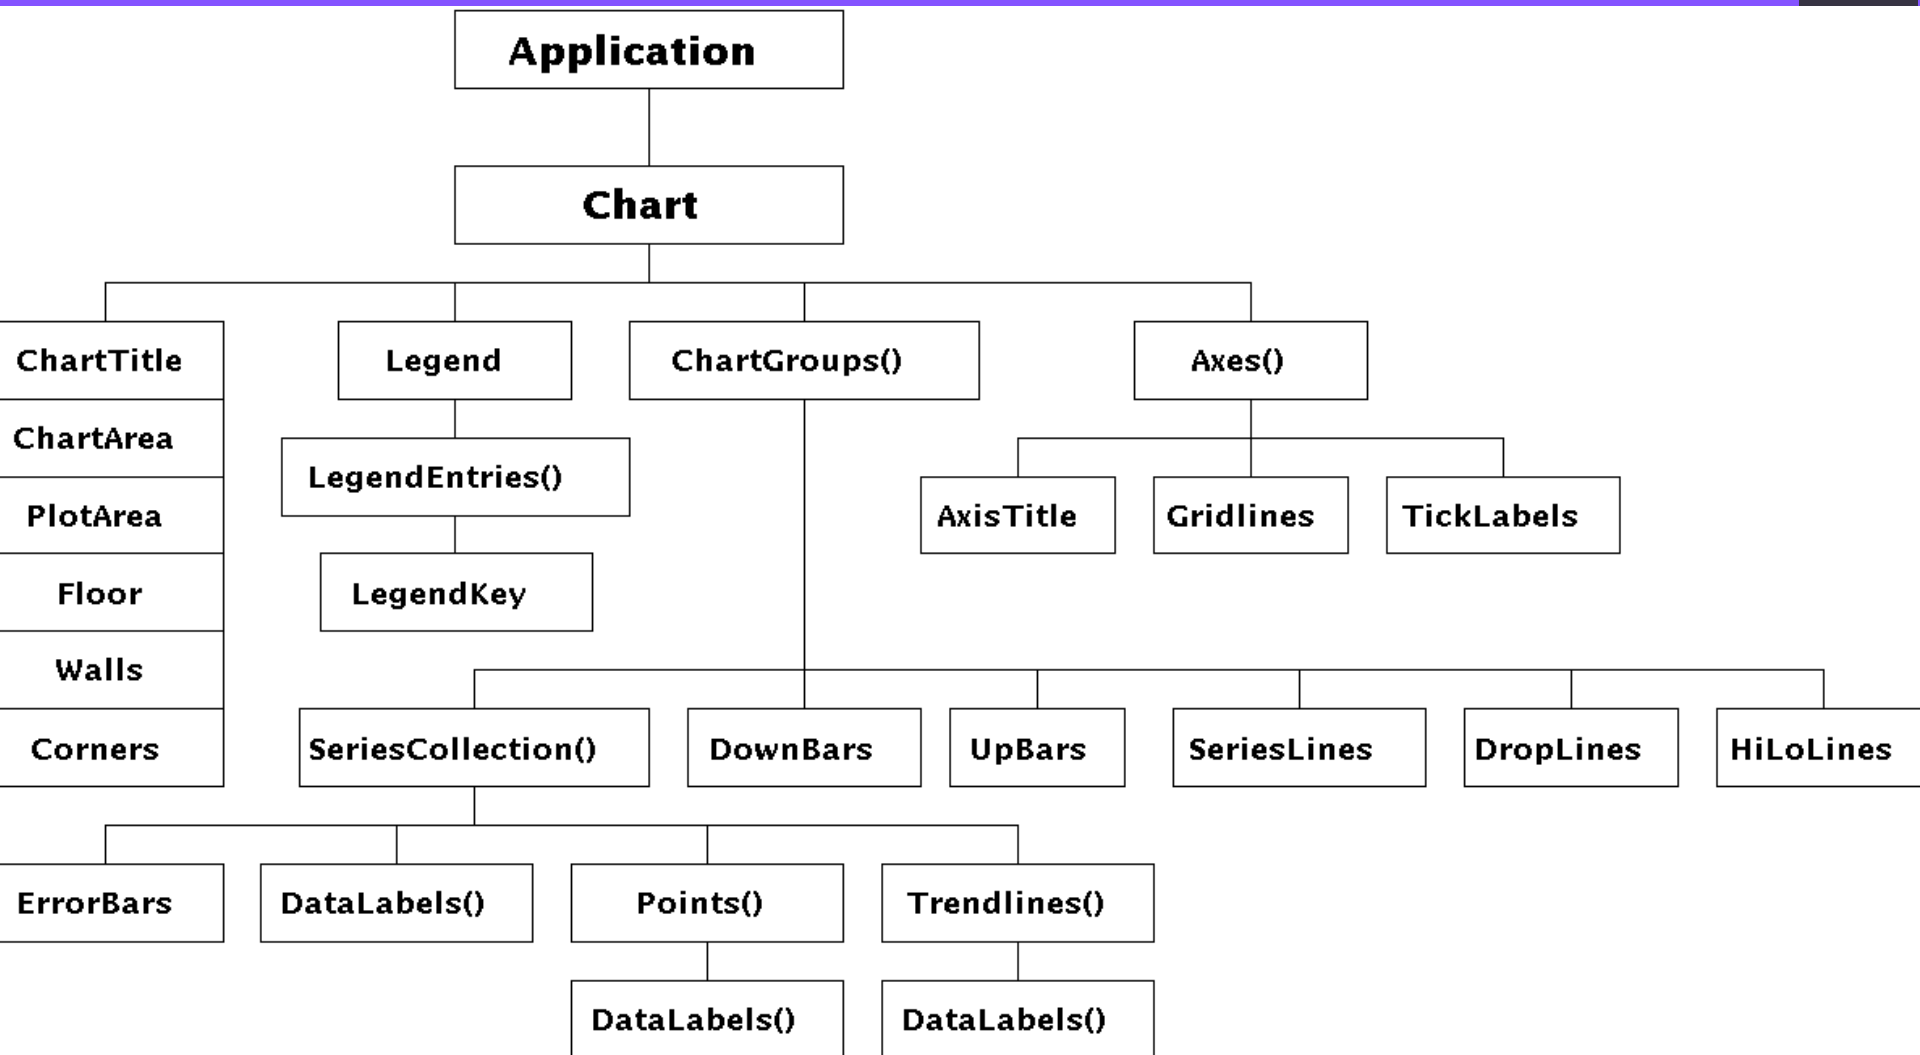 Application
Chart
ChartTitle
Legend
ChartGroups()
Axes()
ChartArea
LegendEntries()
PlotArea
AxisTitle
Gridlines
TickLabels
Floor
LegendKey
Walls
Corners
SeriesCollection()
DownBars
UpBars
SeriesLines
DropLines
HiLoLines
ErrorBars
DataLabels()
Points()
Trendlines()
DataLabels()
DataLabels()